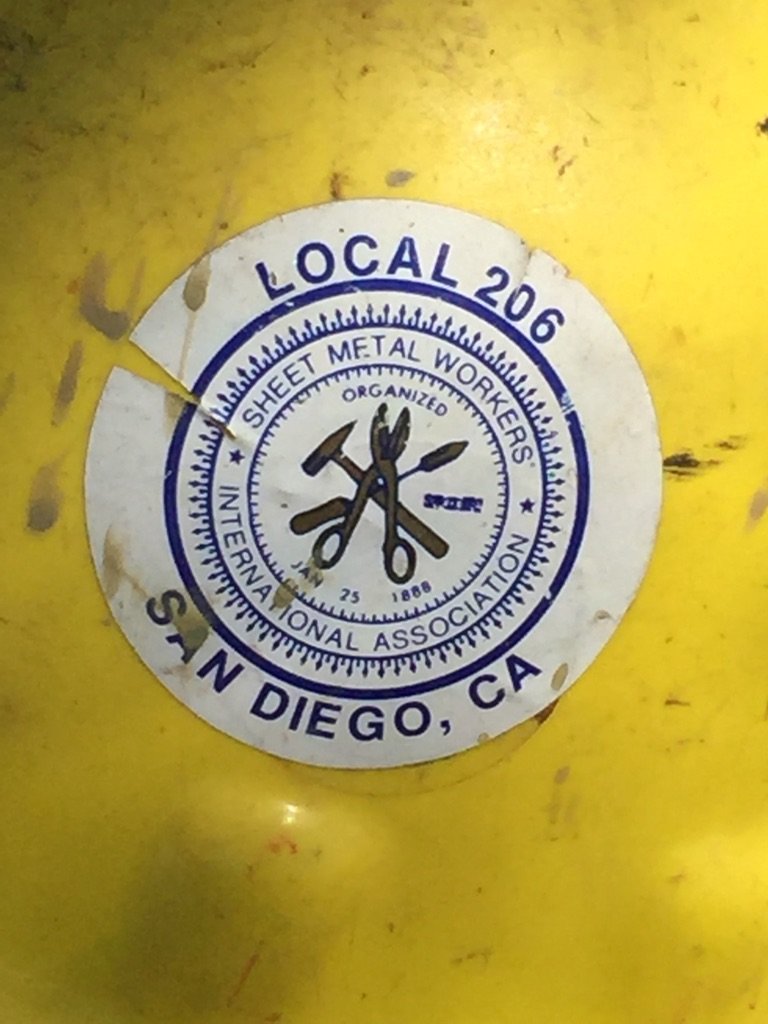 LOCAL 206
SHEET METAL WORKERS'
ORGANIZED
JAN 25 1888
INTERNATIONAL ASSOCIATION
SAN DIEGO, CA